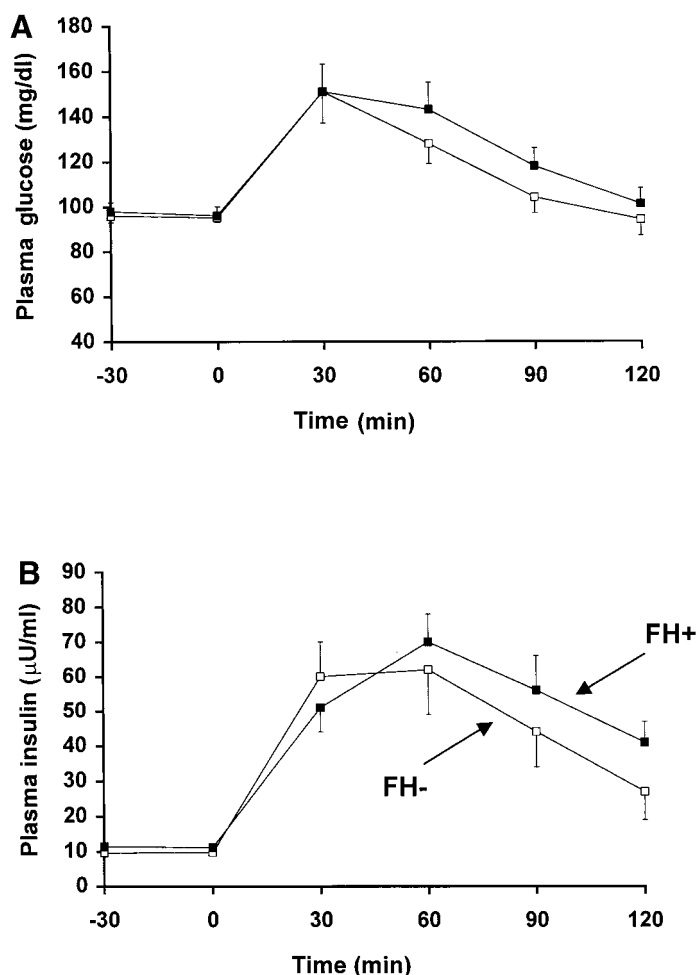 A
Plasma glucose (mg/dl)
180
160
140
120
100
80
60
40
-30 0 30 60 90 120
Time (min)
B
Plasma insulin (μU/ml)
90
80
70
60
50
40
30
20
10
0
FH+
FH-
-30 0 30 60 90 120
Time (min)